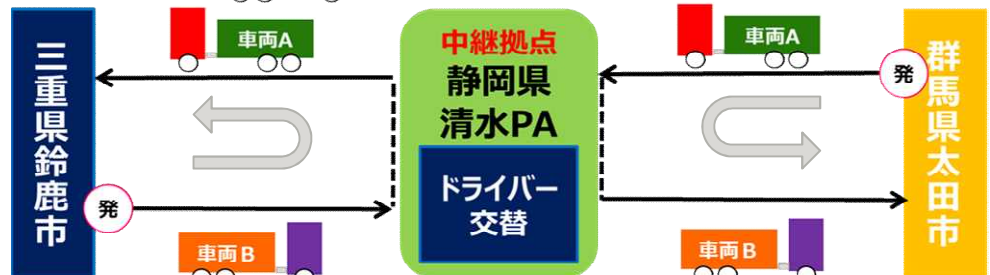 三重県鈴鹿市
車両A
発
車両B
中継拠点
静岡県
清水PA
ドライバー
交替
車両A
発
車両B
群馬県太田市